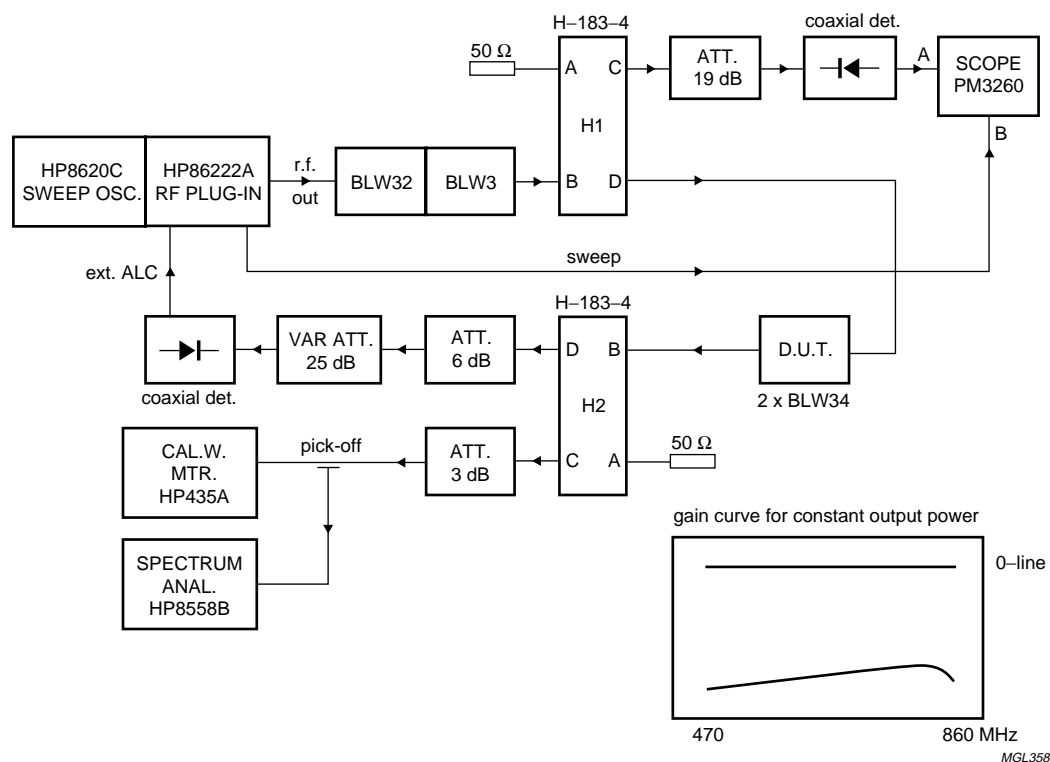 H–183–4
coaxial det.
50 Ω
A
C
ATT.
19 dB
A
SCOPE
PM3260
H1
B
HP8620C
SWEEP OSC.
HP86222A
RF PLUG-IN
r.f.
out
BLW32
BLW3
B
D
ext. ALC
sweep
H–183–4
VAR ATT.
25 dB
ATT.
6 dB
D
B
D.U.T.
coaxial det.
2 x BLW34
H2
CAL.W.
MTR.
HP435A
pick-off
ATT.
3 dB
C
A
50 Ω
SPECTRUM
ANAL.
HP8558B
gain curve for constant output power
0–line
470
860 MHz
MGL358